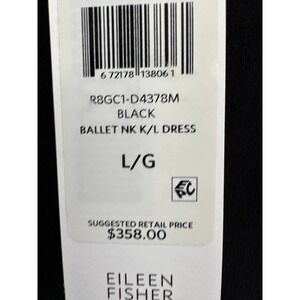 6 72178 13806 1
R8GC1-D4378M
BLACK
BALLET NK K/L DRESS
L/G
SUGGESTED RETAIL PRICE
$358.00
EILEEN
FISHER